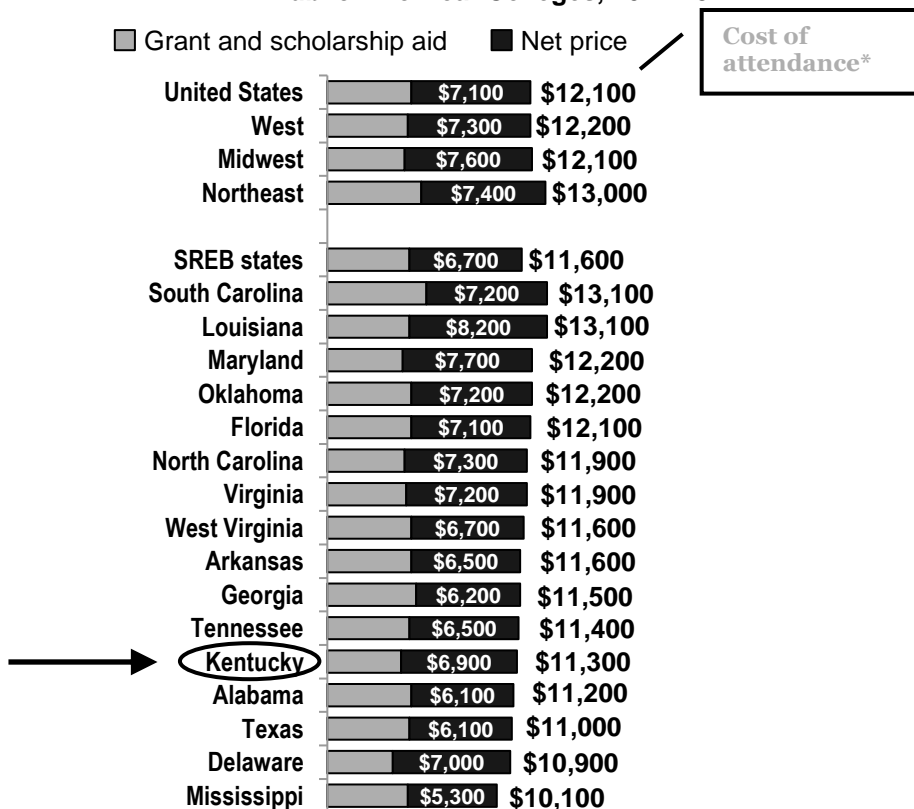 Grant and scholarship aid Net price
Cost of
attendance*
United States $7,100 $12,100
West $7,300 $12,200
Midwest $7,600 $12,100
Northeast $7,400 $13,000
SREB states $6,700 $11,600
South Carolina $7,200 $13,100
Louisiana $8,200 $13,100
Maryland $7,700 $12,200
Oklahoma $7,200 $12,200
Florida $7,100 $12,100
North Carolina $7,300 $11,900
Virginia $7,200 $11,900
West Virginia $6,700 $11,600
Arkansas $6,500 $11,600
Georgia $6,200 $11,500
Tennessee $6,500 $11,400
Kentucky $6,900 $11,300
Alabama $6,100 $11,200
Texas $6,100 $11,000
Delaware $7,000 $10,900
Mississippi $5,300 $10,100